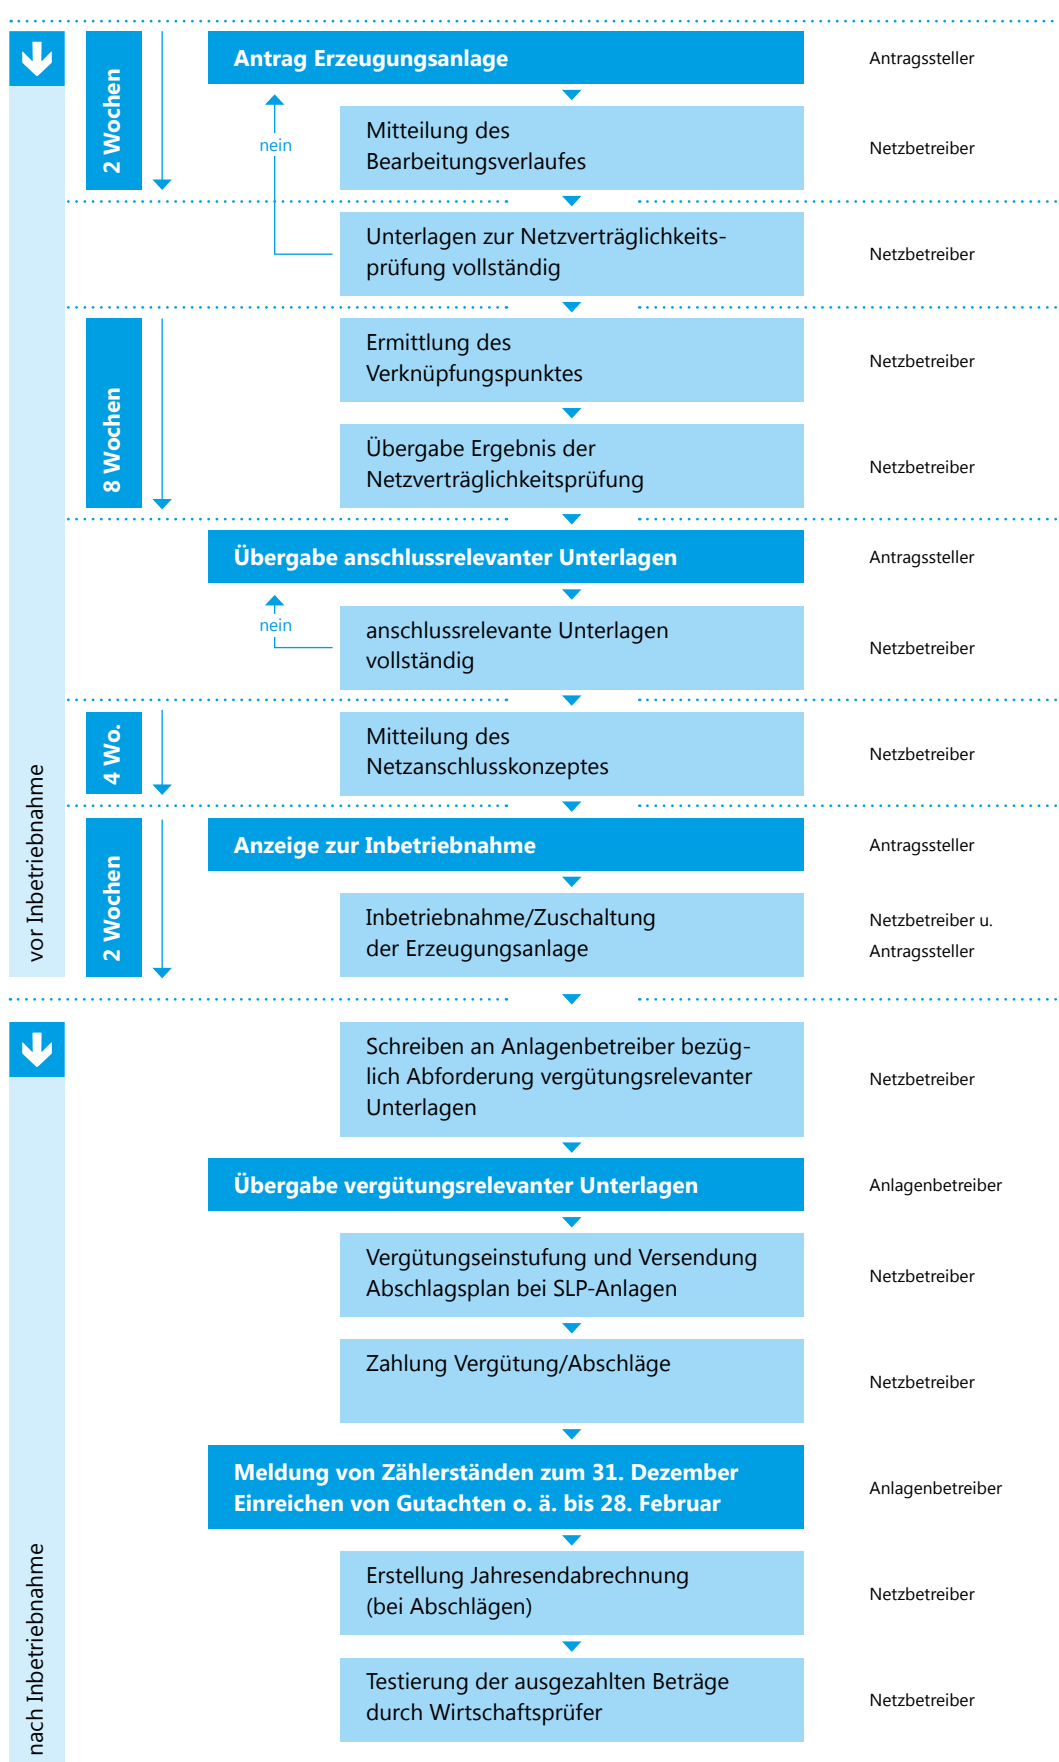 2 Wochen
Antrag Erzeugungsanlage
Antragssteller
nein
Mitteilung des
Bearbeitungsverlaufes
Netzbetreiber
Unterlagen zur Netzverträglichkeits-
prüfung vollständig
Netzbetreiber
8 Wochen
Ermittlung des
Verknüpfungspunktes
Netzbetreiber
Übergabe Ergebnis der
Netzverträglichkeitsprüfung
Netzbetreiber
Übergabe anschlussrelevanter Unterlagen
Antragssteller
nein
anschlussrelevante Unterlagen
vollständig
Netzbetreiber
4 Wo.
Mitteilung des
Netzanschlusskonzeptes
Netzbetreiber
vor Inbetriebnahme
2 Wochen
Anzeige zur Inbetriebnahme
Antragssteller
Inbetriebnahme/Zuschaltung
der Erzeugungsanlage
Netzbetreiber u.
Antragssteller
Schreiben an Anlagenbetreiber bezüg-
lich Abforderung vergütungsrelevanter
Unterlagen
Netzbetreiber
Übergabe vergütungsrelevanter Unterlagen
Anlagenbetreiber
Vergütungseinstufung und Versendung
Abschlagsplan bei SLP-Anlagen
Netzbetreiber
Zahlung Vergütung/Abschläge
Netzbetreiber
Meldung von Zählerständen zum 31. Dezember
Einreichen von Gutachten o. ä. bis 28. Februar
Anlagenbetreiber
nach Inbetriebnahme
Erstellung Jahresendabrechnung
(bei Abschlägen)
Netzbetreiber
Testierung der ausgezahlten Beträge
durch Wirtschaftsprüfer
Netzbetreiber